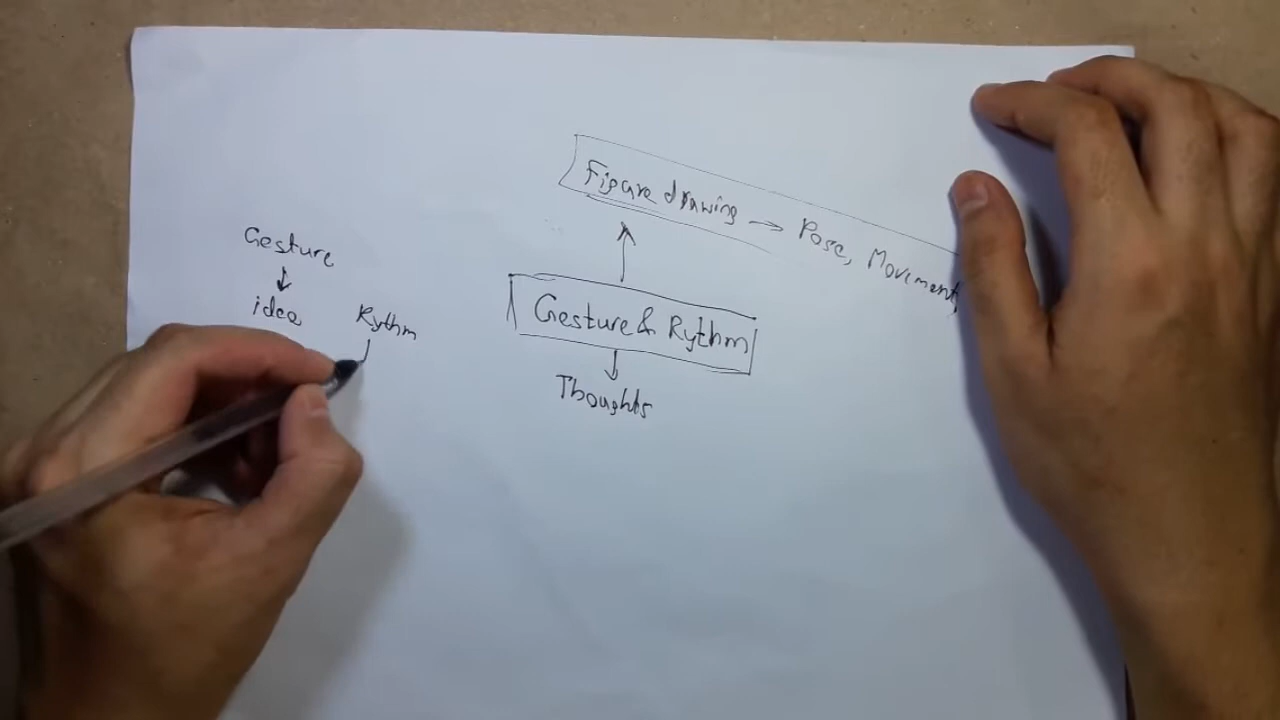 Figure drawing → Pose, Movement
Gesture & Rythm
Thoughts
Gesture
idea
Rythm